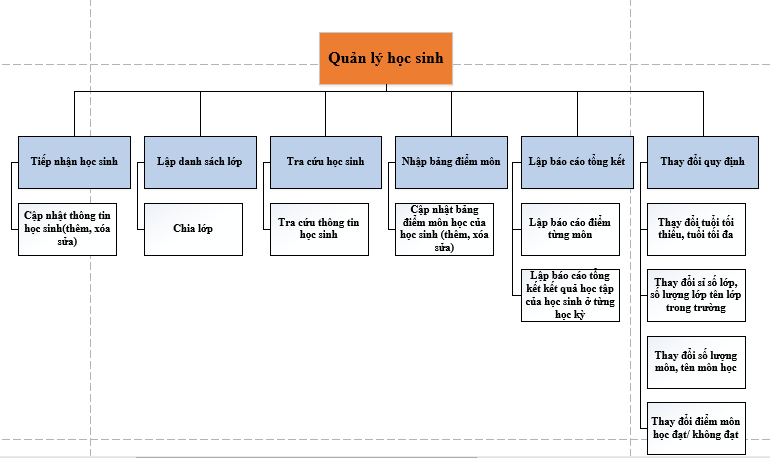 Quản lý học sinh
Tiếp nhận học sinh
Lập danh sách lớp
Tra cứu học sinh
Nhập bảng điểm môn
Lập báo cáo tổng kết
Thay đổi quy định
Cập nhật thông tin
học sinh(thêm, xóa
sửa)
Chia lớp
Tra cứu thông tin
học sinh
Cập nhật bảng
điểm môn học của
học sinh (thêm, xóa
sửa)
Lập báo cáo điểm
từng môn
Thay đổi tuổi tối
thiểu, tuổi tối đa
Lập báo cáo tổng
kết kết quả học tập
của học sinh ở từng
học kỳ
Thay đổi sỉ số lớp,
số lượng lớp tên lớp
trong trường
Thay đổi số lượng
môn, tên môn học
Thay đổi điểm môn
học đạt/ không đạt